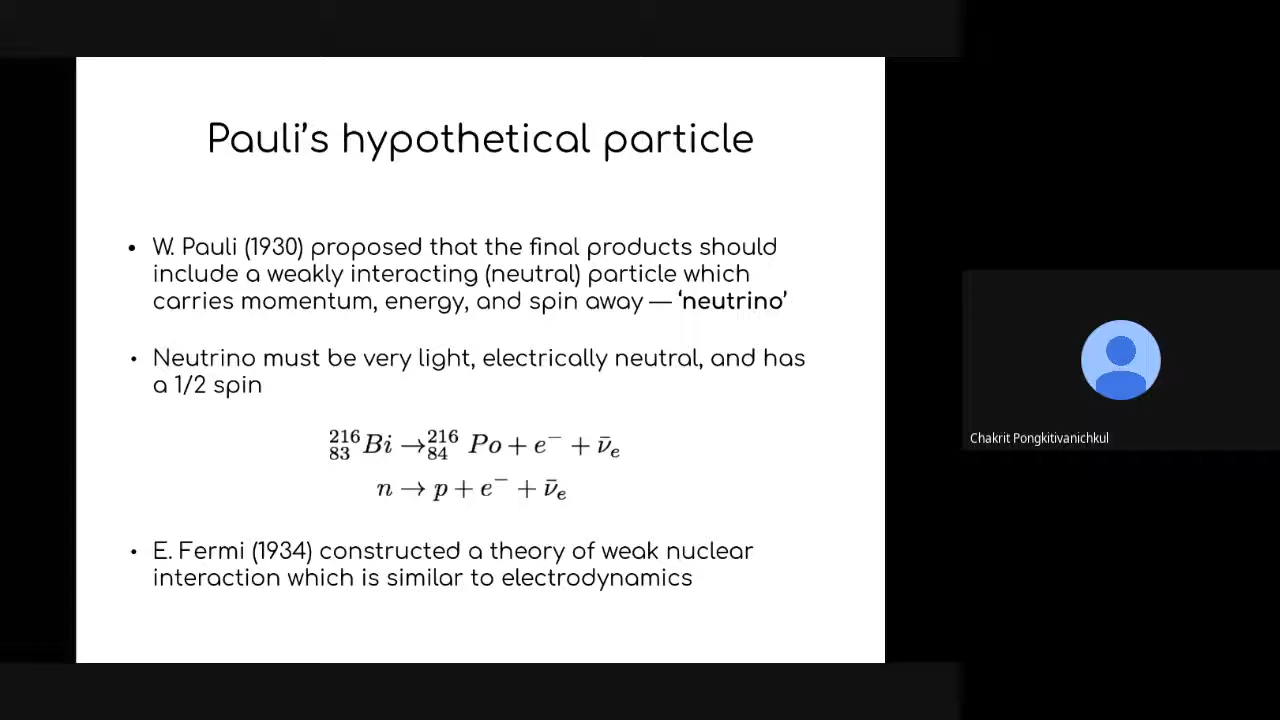 Pauli's hypothetical particle
• W. Pauli (1930) proposed that the final products should
include a weakly interacting (neutral) particle which
carries momentum, energy, and spin away — 'neutrino'
• Neutrino must be very light, electrically neutral, and has
a 1/2 spin
²¹⁶₈₃Bi →²¹⁶₈₄ Po + e⁻ + ν̄ₑ
n → p + e⁻ + ν̄ₑ
• E. Fermi (1934) constructed a theory of weak nuclear
interaction which is similar to electrodynamics
Chakrit Pongkitivanichkul